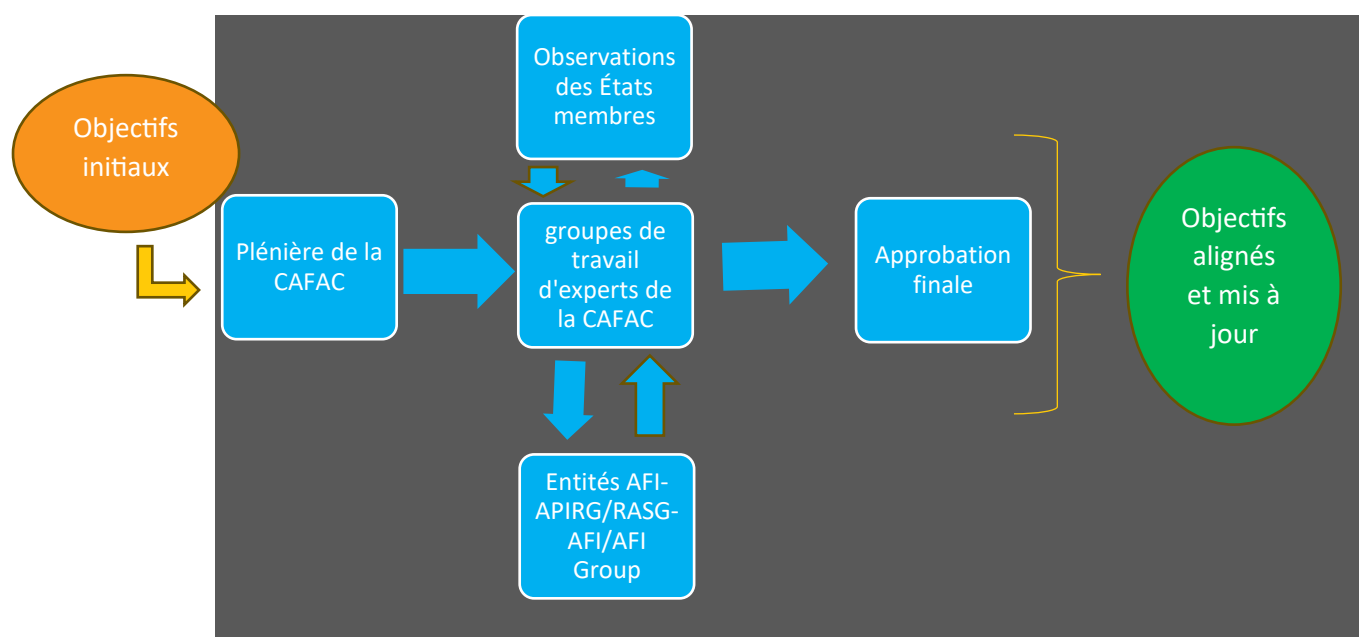 Objectifs
initiaux
Plénière de la
CAFAC
Observations
des États
membres
groupes de
travail
d'experts de
la CAFAC
Entités AFI-
APIRG/RASG-
AFI/AFI
Group
Approbation
finale
Objectifs
alignés
et mis à
jour